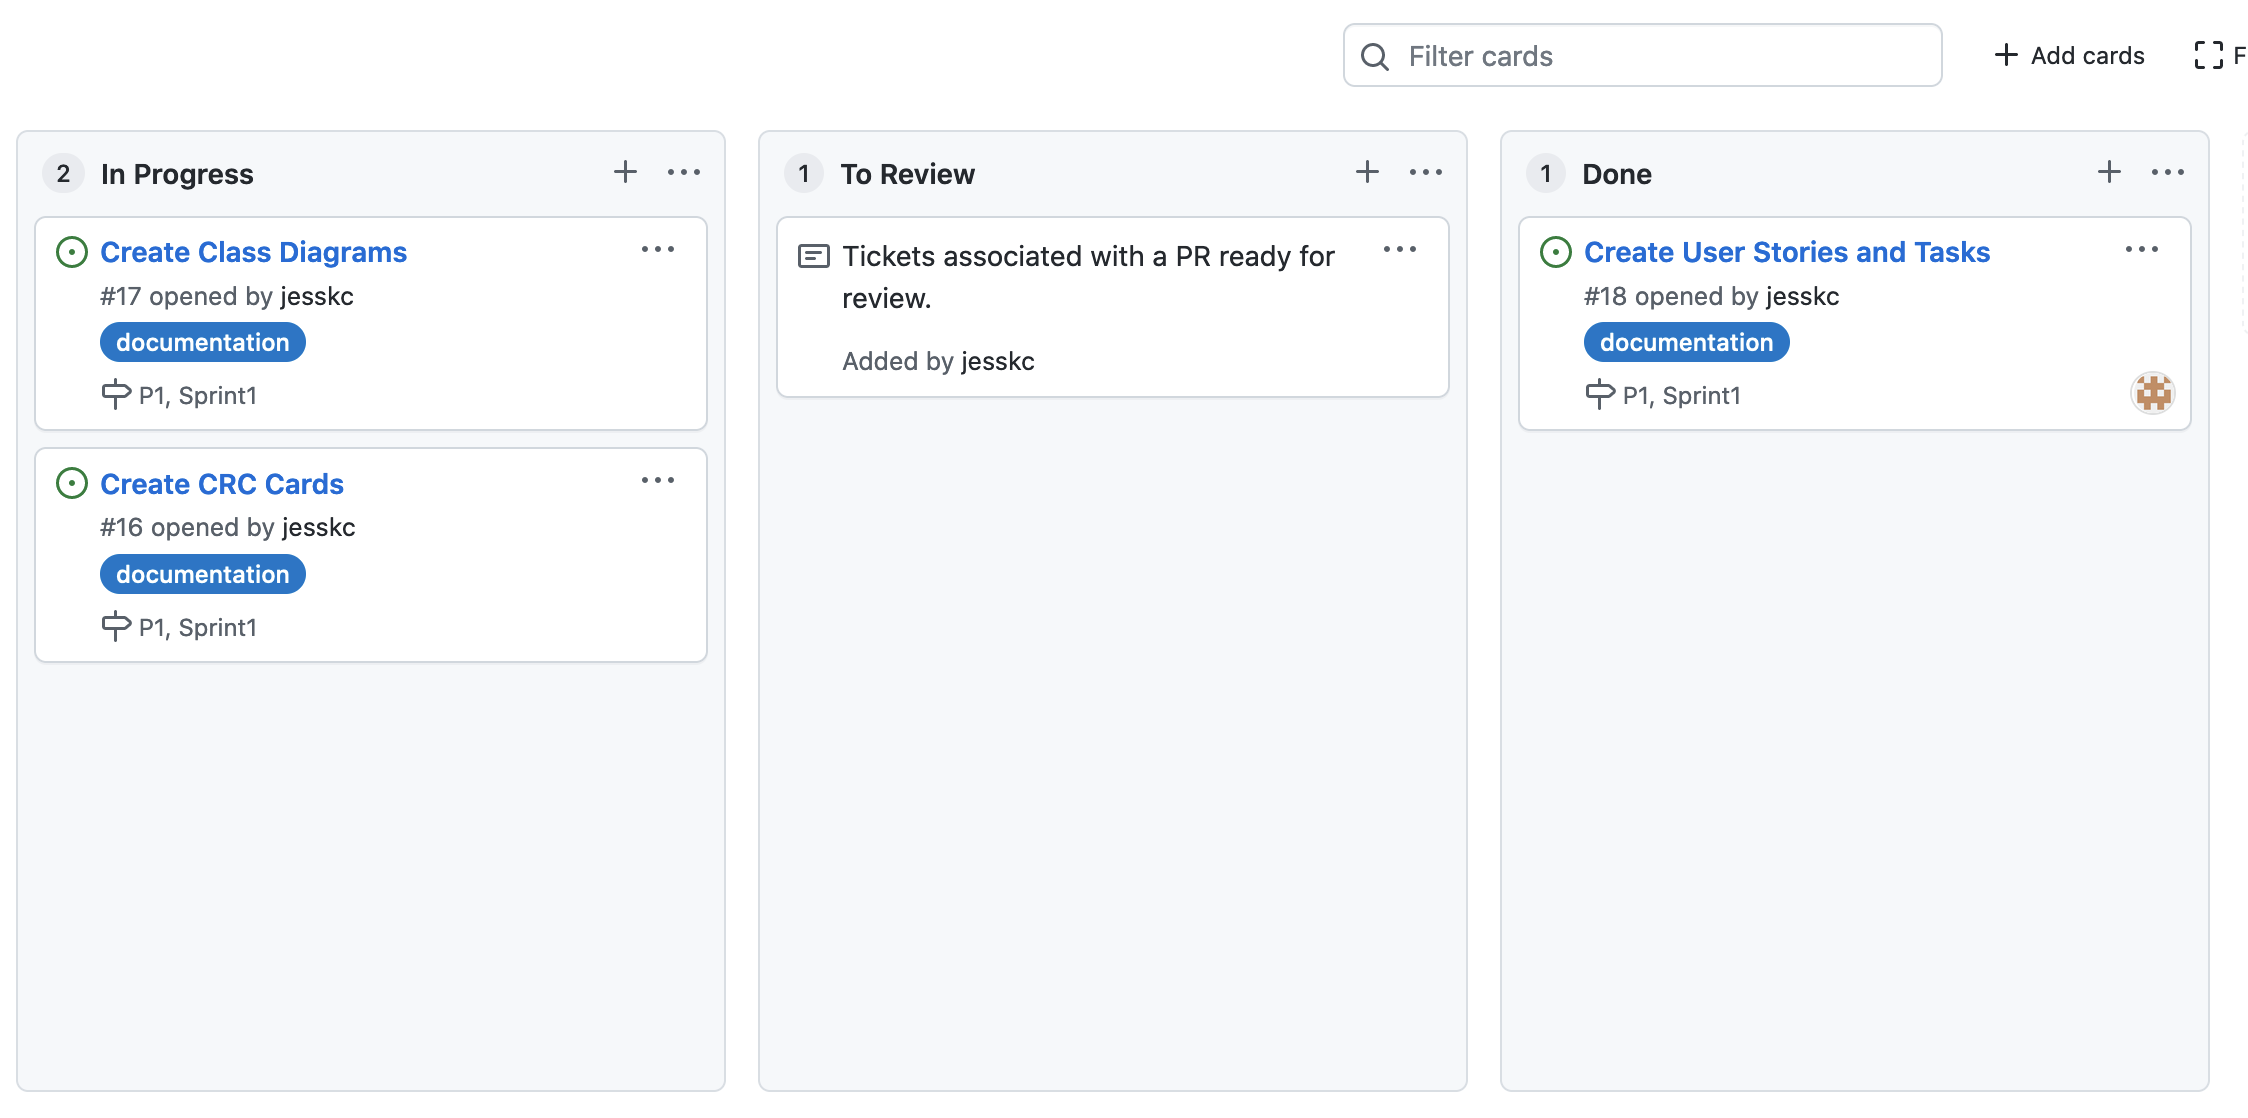 Filter cards
Add cards
F
2 In Progress
Create Class Diagrams
#17 opened by jesskc
documentation
P1, Sprint1
Create CRC Cards
#16 opened by jesskc
documentation
P1, Sprint1
1 To Review
Tickets associated with a PR ready for
review.
Added by jesskc
1 Done
Create User Stories and Tasks
#18 opened by jesskc
documentation
P1, Sprint1